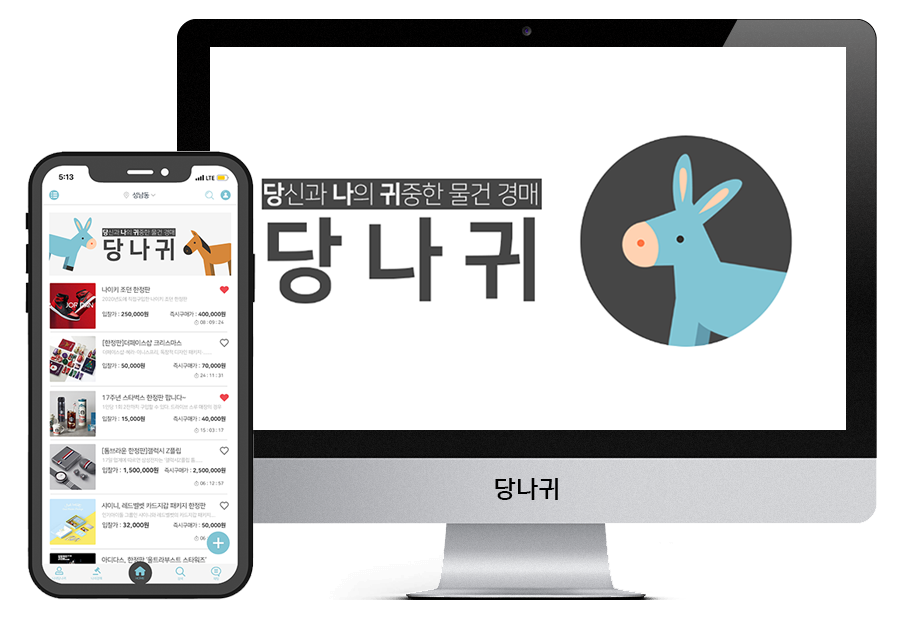 당신과 나의 귀중한 물건 경매
당나귀
당나귀
5:13
LTE
성남동
당신과 나의 귀중한 물건 경매
당나귀
JORDAN
나이키 조던 한정판
입찰가 : 250,000원 즉시구매가 : 400,000원
08 : 09 : 24
[한정판]더페이스샵 크리스마스
입찰가 : 50,000원 즉시구매가 : 70,000원
24 : 11 : 31
17주년 스타벅스 한정판 팝니다~
입찰가 : 15,000원 즉시구매가 : 40,000원
15 : 03 : 17
[톰브라운 한정판]갤럭시 Z플립
입찰가 : 1,500,000원 즉시구매가 : 2,500,000원
06 : 12 : 57
샤이니, 레드벨벳 카드지갑 패키지 한정판
입찰가 : 32,000원 즉시구매가 : 50,000원
06
아디다스, 한정판 '울트라부스트 스타워즈'